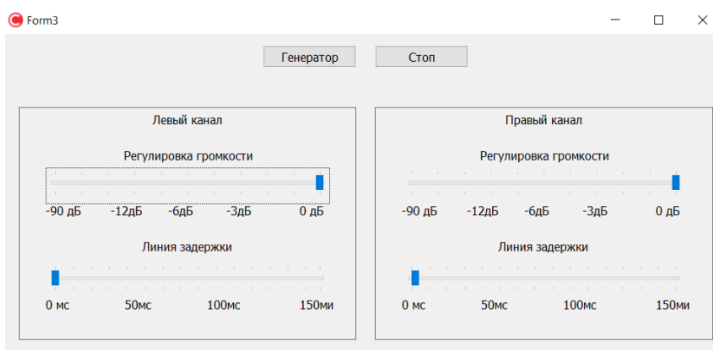 Form3
Генератор Стоп
Левый канал
Регулировка громкости
-90 дБ -12дБ -6дБ -3дБ 0 дБ
Линия задержки
0 мс 50мс 100мс 150ми
Правый канал
Регулировка громкости
-90 дБ -12дБ -6дБ -3дБ 0 дБ
Линия задержки
0 мс 50мс 100мс 150ми